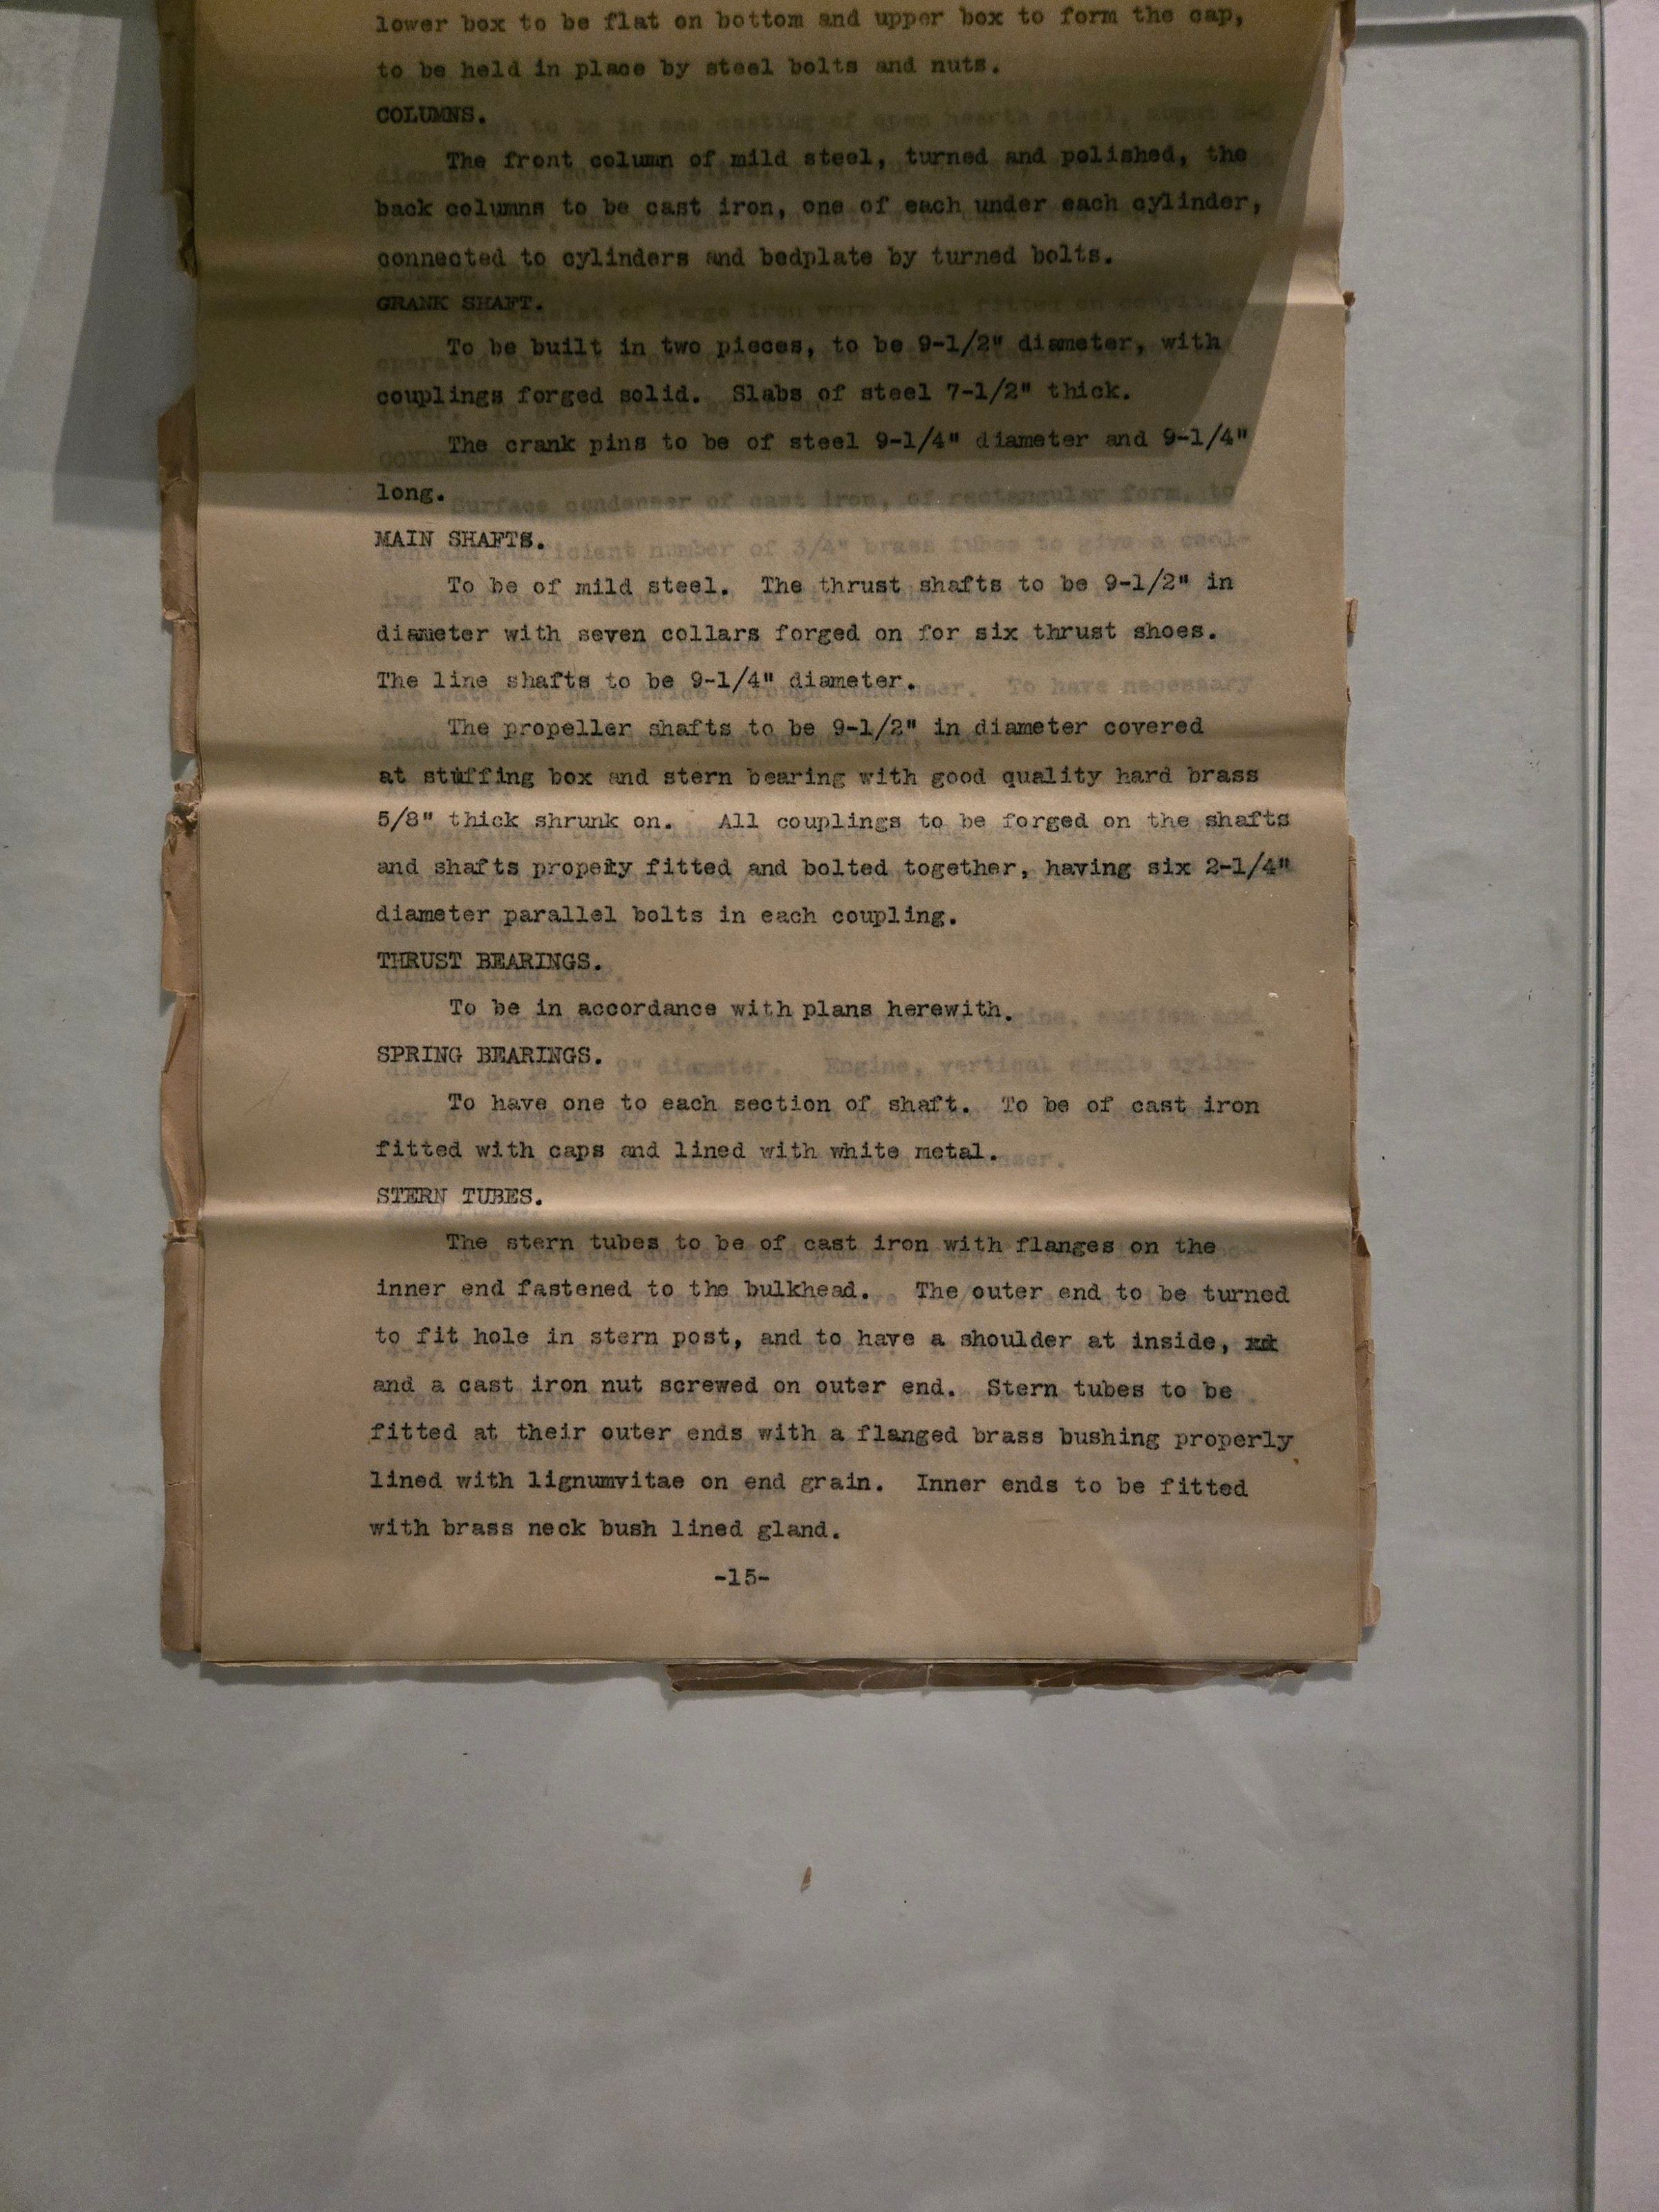 lower box to be flat on bottom and upper box to form the cap,
to be held in place by steel bolts and nuts.
COLUMNS.
The front column of mild steel, turned and polished, the
back columns to be cast iron, one of each under each cylinder,
connected to cylinders and bedplate by turned bolts.
CRANK SHAFT.
To be built in two pieces, to be 9-1/2" diameter, with
couplings forged solid. Slabs of steel 7-1/2" thick.
The crank pins to be of steel 9-1/4" diameter and 9-1/4"
long.
MAIN SHAFTS.
To be of mild steel. The thrust shafts to be 9-1/2" in
diameter with seven collars forged on for six thrust shoes.
The line shafts to be 9-1/4" diameter.
The propeller shafts to be 9-1/2" in diameter covered
at stuffing box and stern bearing with good quality hard brass
5/8" thick shrunk on. All couplings to be forged on the shafts
and shafts fitted and bolted together, having six 2-1/4"
diameter parallel bolts in each coupling.
THRUST BEARINGS.
To be in accordance with plans herewith.
SPRING BEARINGS.
To have one to each section of shaft. To be of cast iron
fitted with caps and lined with white metal.
STERN TUBES.
The stern tubes to be of cast iron with flanges on the
inner end fastened to the bulkhead. The outer end to be turned
to fit hole in stern post, and to have a shoulder at inside,
and a cast iron nut screwed on outer end. Stern tubes to be
fitted at their outer ends with a flanged brass bushing properly
lined with lignumvitae on end grain. Inner ends to be fitted
with brass neck bush lined gland.
-15-